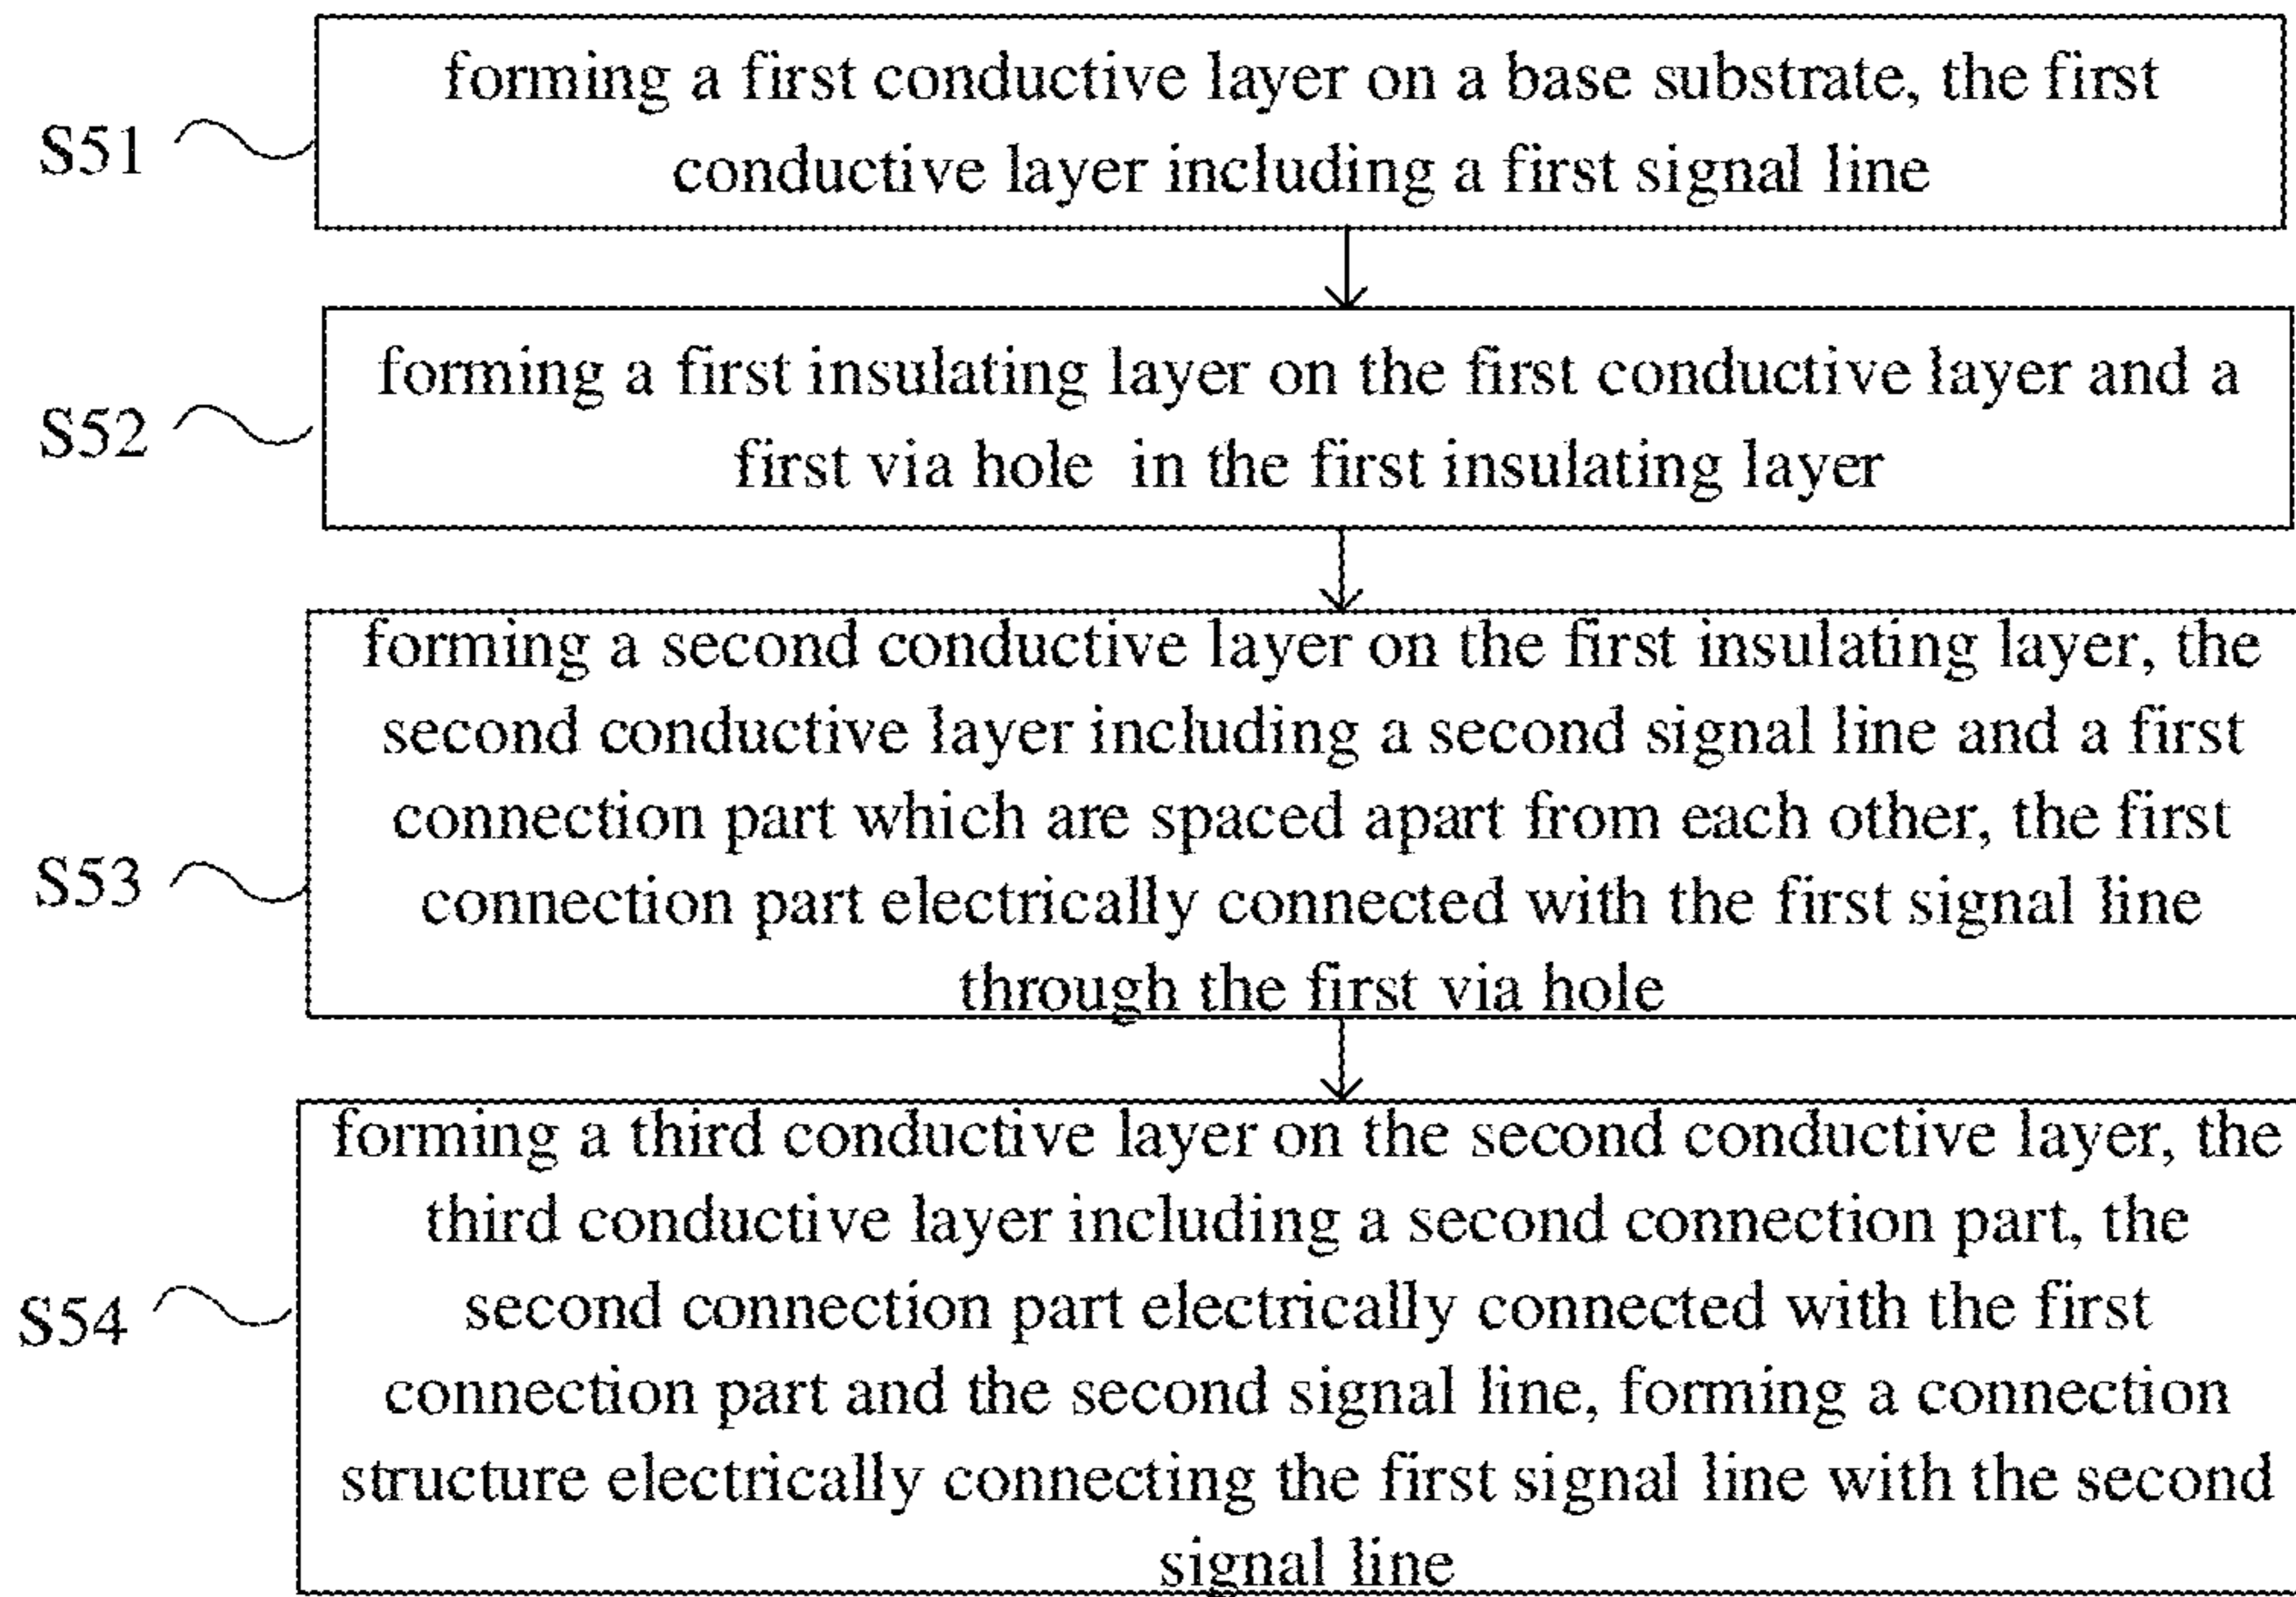 forming a first conductive layer on a base substrate, the first
conductive layer including a first signal line
S51
forming a first insulating layer on the first conductive layer and a
first via hole in the first insulating layer
S52
forming a second conductive layer on the first insulating layer, the
second conductive layer including a second signal line and a first
connection part which are spaced apart from each other, the first
connection part electrically connected with the first signal line
through the first via hole
S53
forming a third conductive layer on the second conductive layer, the
third conductive layer including a second connection part, the
second connection part electrically connected with the first
connection part and the second signal line, forming a connection
structure electrically connecting the first signal line with the second
signal line
S54